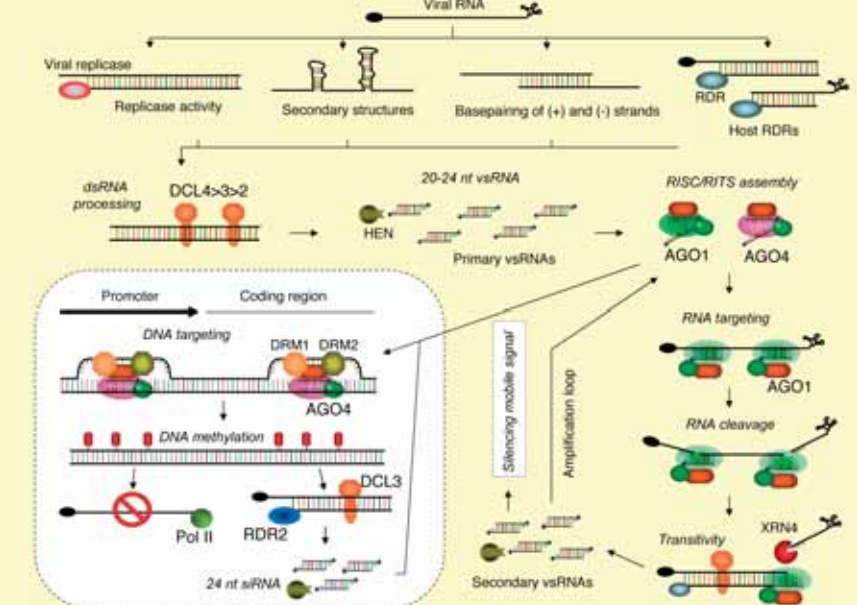 Viral RNA
Viral replicase
Replicase activity
Secondary structures
Basepairing of (+) and (-) strands
RDR
Host RDRs
dsRNA
processing
DCL4>3>2
20-24 nt vsRNA
HEN
Primary vsRNAs
RISC/RITS assembly
AGO1
AGO4
Promoter
Coding region
DNA targeting
DRM1
DRM2
AGO4
DNA methylation
Pol II
DCL3
RDR2
24 nt siRNA
Silencing mobile signal
Amplification loop
RNA targeting
AGO1
RNA cleavage
XRN4
Transitivity
Secondary vsRNAs